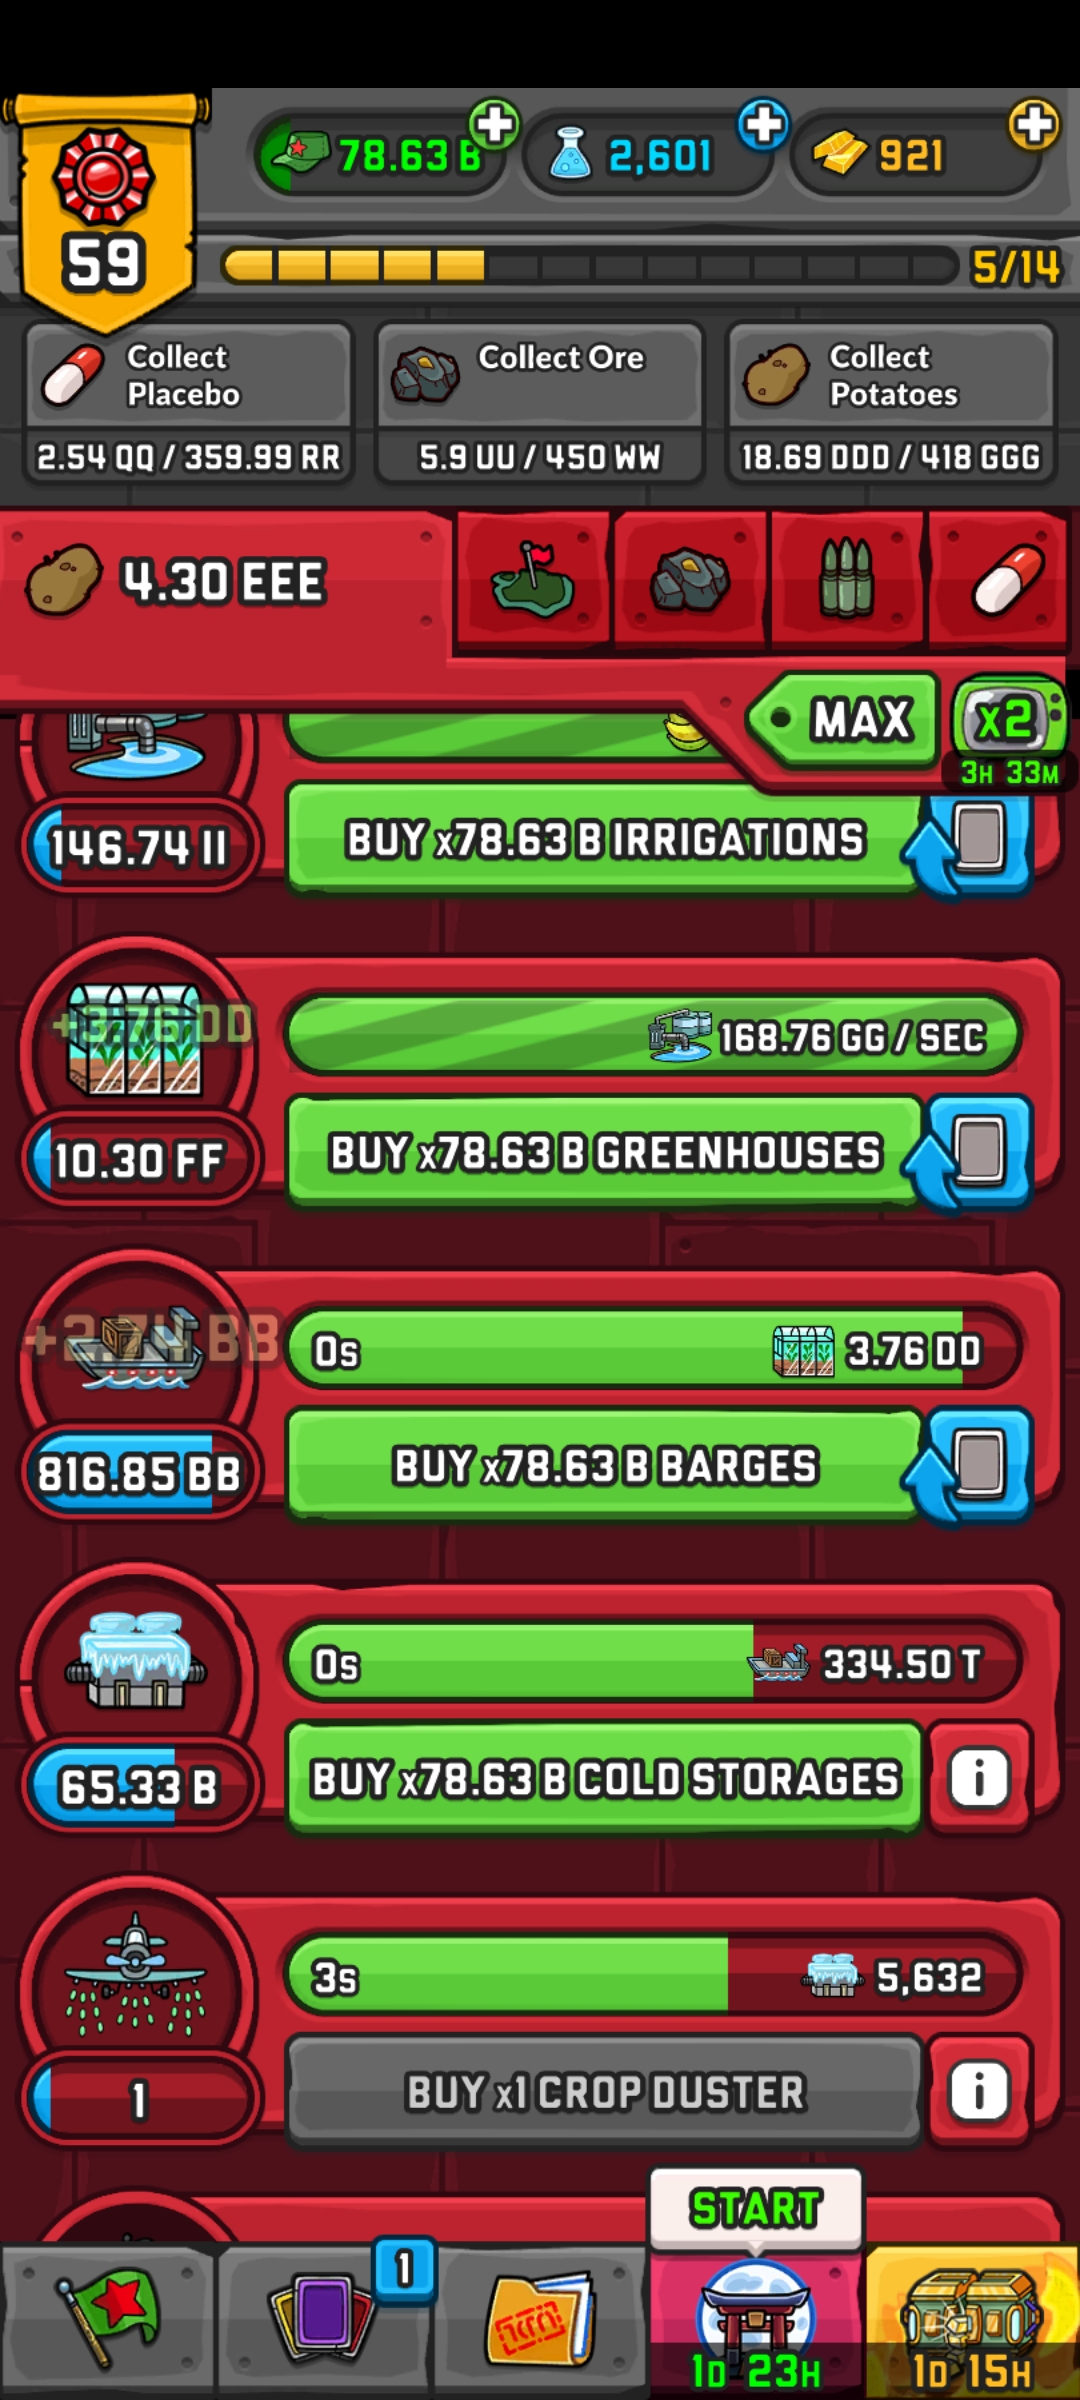 59
78.63 B
2,601
921
5/14
Collect
Placebo
2.54 QQ / 359.99 RR
Collect Ore
5.9 UU / 450 WW
Collect
Potatoes
18.69 DDD / 418 GGG
4.30 EEE
MAX
x2
3H 33M
146.74 II
BUY x78.63 B IRRIGATIONS
+3.76 DD
168.76 GG / SEC
10.30 FF
BUY x78.63 B GREENHOUSES
+2.74 BB
0s
3.76 DD
816.85 BB
BUY x78.63 B BARGES
0s
334.50 T
65.33 B
BUY x78.63 B COLD STORAGES
i
3s
5,632
1
BUY x1 CROP DUSTER
i
START
1
1D 23H
1D 15H